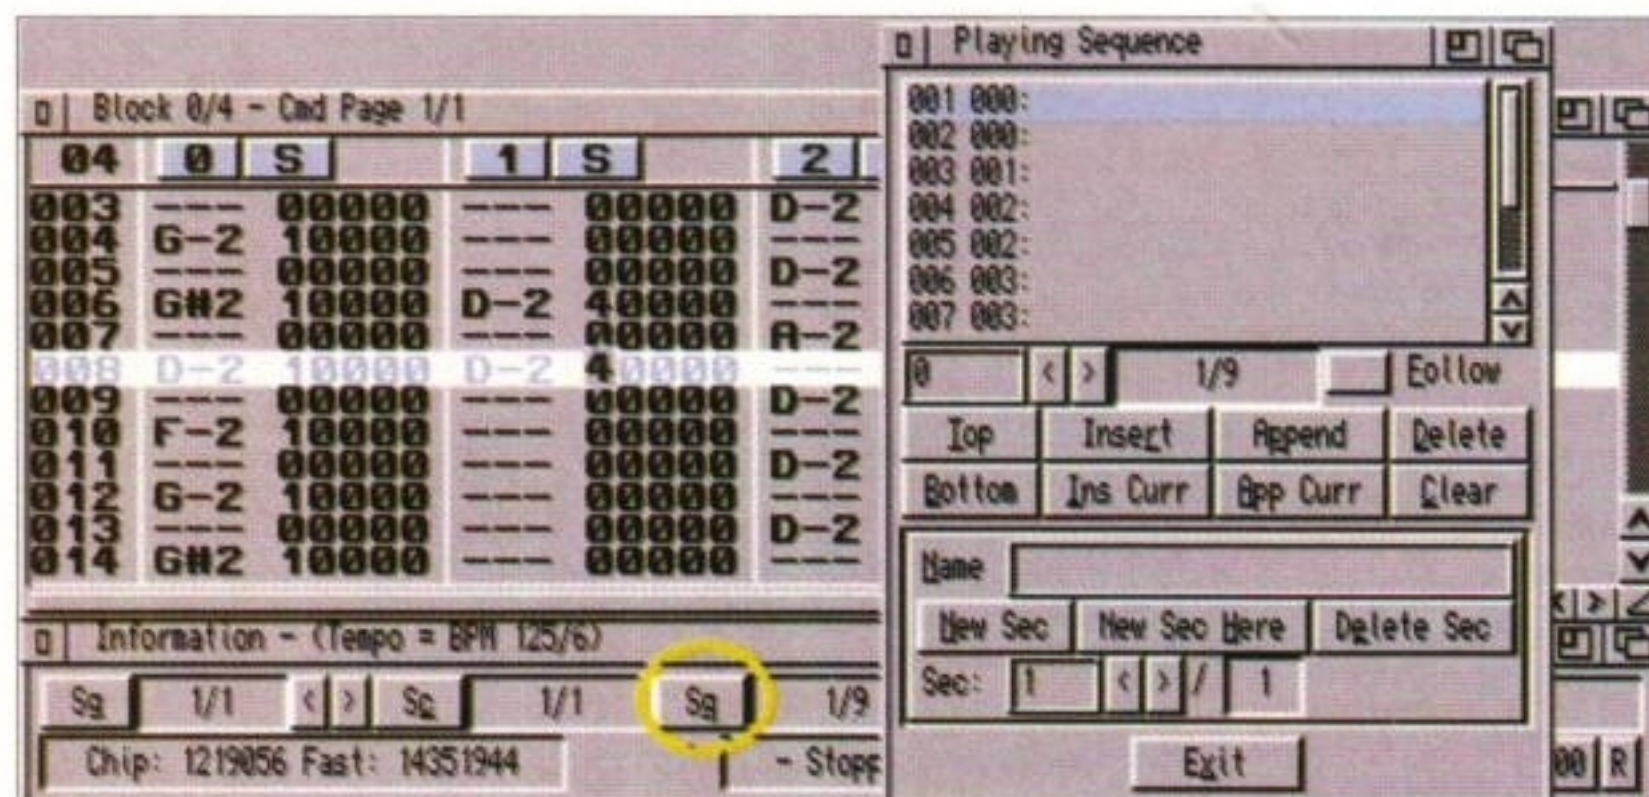 Block 0/4 - Cmd Page 1/1
04 0 S 1 S 2
003 --- 00000 --- 00000 D-2
004 G-2 10000 --- 00000 ---
005 --- 00000 --- 00000 D-2
006 G#2 10000 D-2 40000 ---
007 --- 00000 --- 00000 A-2
008 D-2 10000 D-2 40000 ---
009 --- 00000 --- 00000 D-2
010 F-2 10000 --- 00000 ---
011 --- 00000 --- 00000 D-2
012 G-2 10000 --- 00000 ---
013 --- 00000 --- 00000 D-2
014 G#2 10000 --- 00000 ---
Information - (Tempo = BPM 125/6)
Sg 1/1 < > Sc 1/1 Sq 1/9
Chip: 1219056 Fast: 14351944 - Stopp
Playing Sequence
001 000:
002 000:
003 001:
004 002:
005 002:
006 003:
007 003:
0 < > 1/9 Follow
Top Insert Append Delete
Bottom Ins Curr App Curr Clear
Name
New Sec New Sec Here Delete Sec
Sec: 1 < > / 1
Exit
< >
00 R